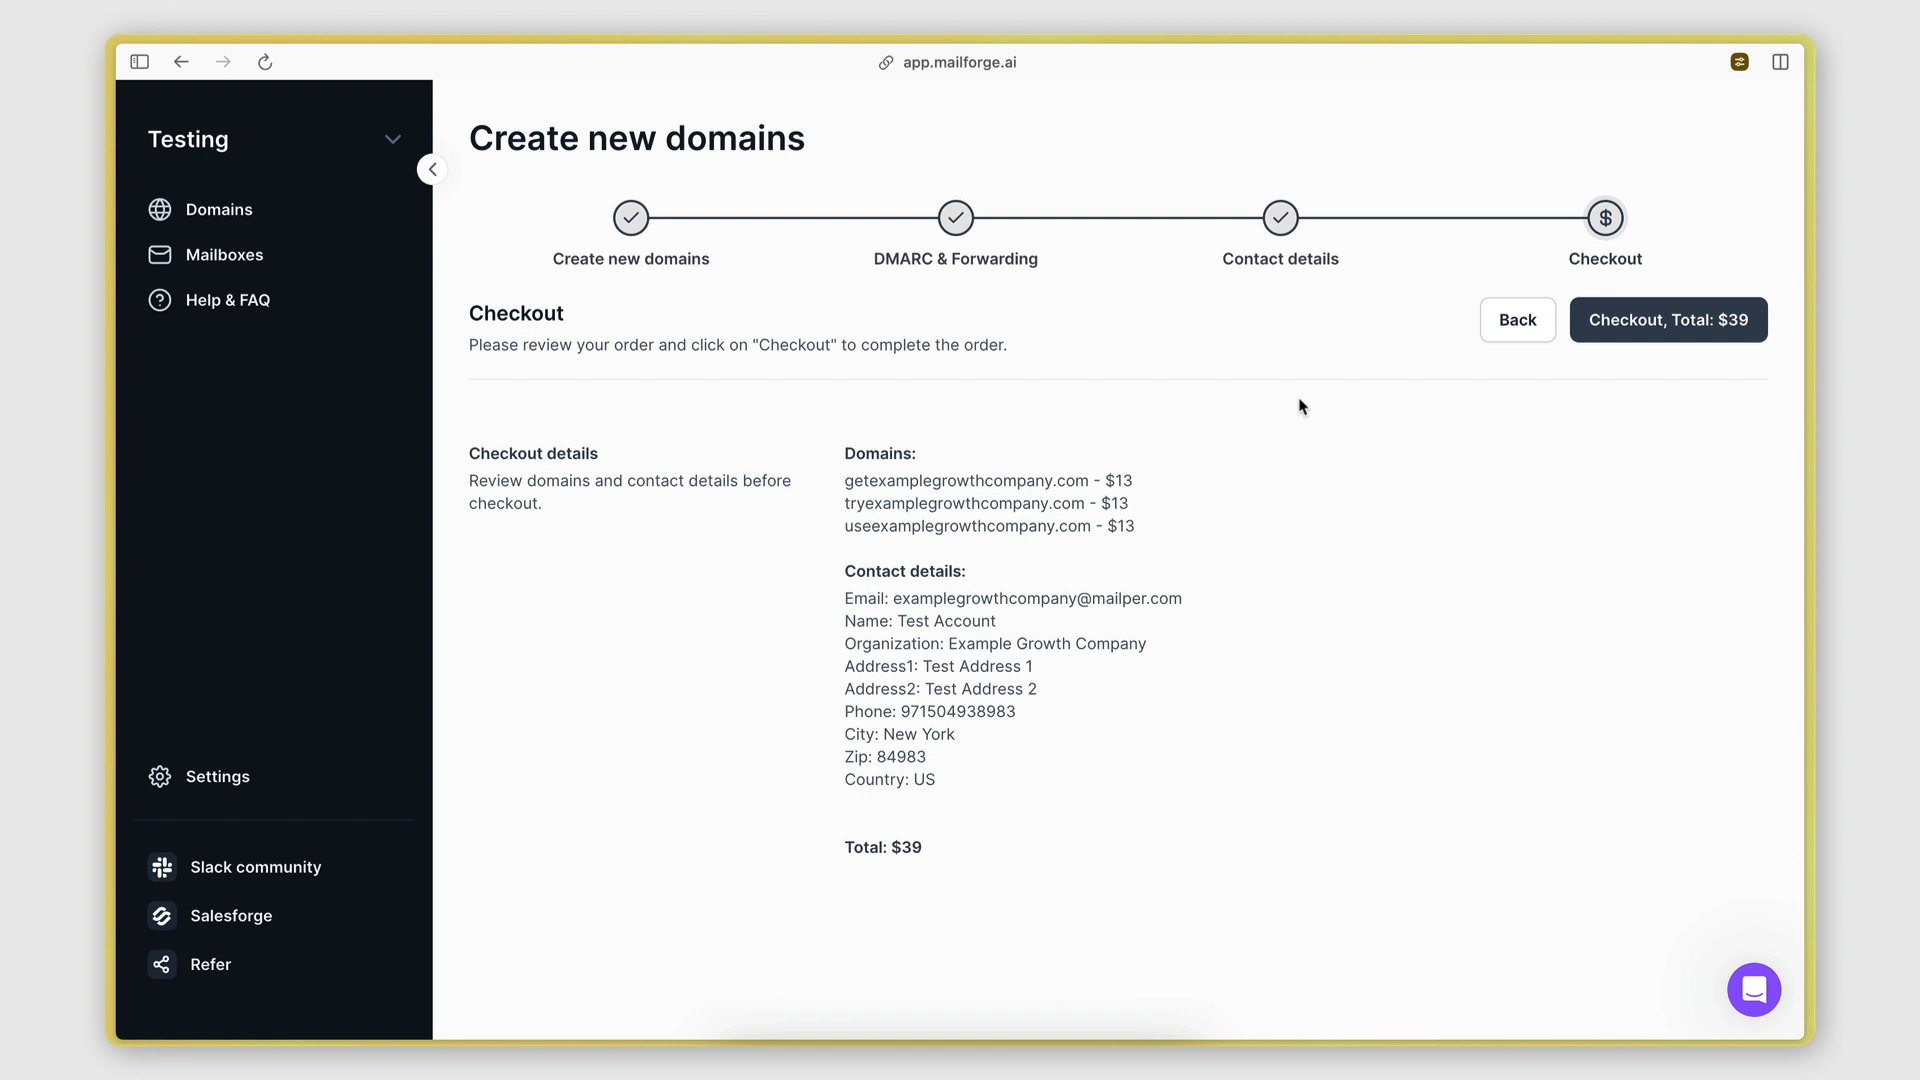 app.mailforge.ai
Testing
Domains
Mailboxes
Help & FAQ
Settings
Slack community
Salesforge
Refer
Create new domains
Create new domains
DMARC & Forwarding
Contact details
$
Checkout
Checkout
Please review your order and click on "Checkout" to complete the order.
Back
Checkout, Total: $39
Checkout details
Review domains and contact details before
checkout.
Domains:
getexamplegrowthcompany.com - $13
tryexamplegrowthcompany.com - $13
useexamplegrowthcompany.com - $13
Contact details:
Email: examplegrowthcompany@mailper.com
Name: Test Account
Organization: Example Growth Company
Address1: Test Address 1
Address2: Test Address 2
Phone: 971504938983
City: New York
Zip: 84983
Country: US
Total: $39